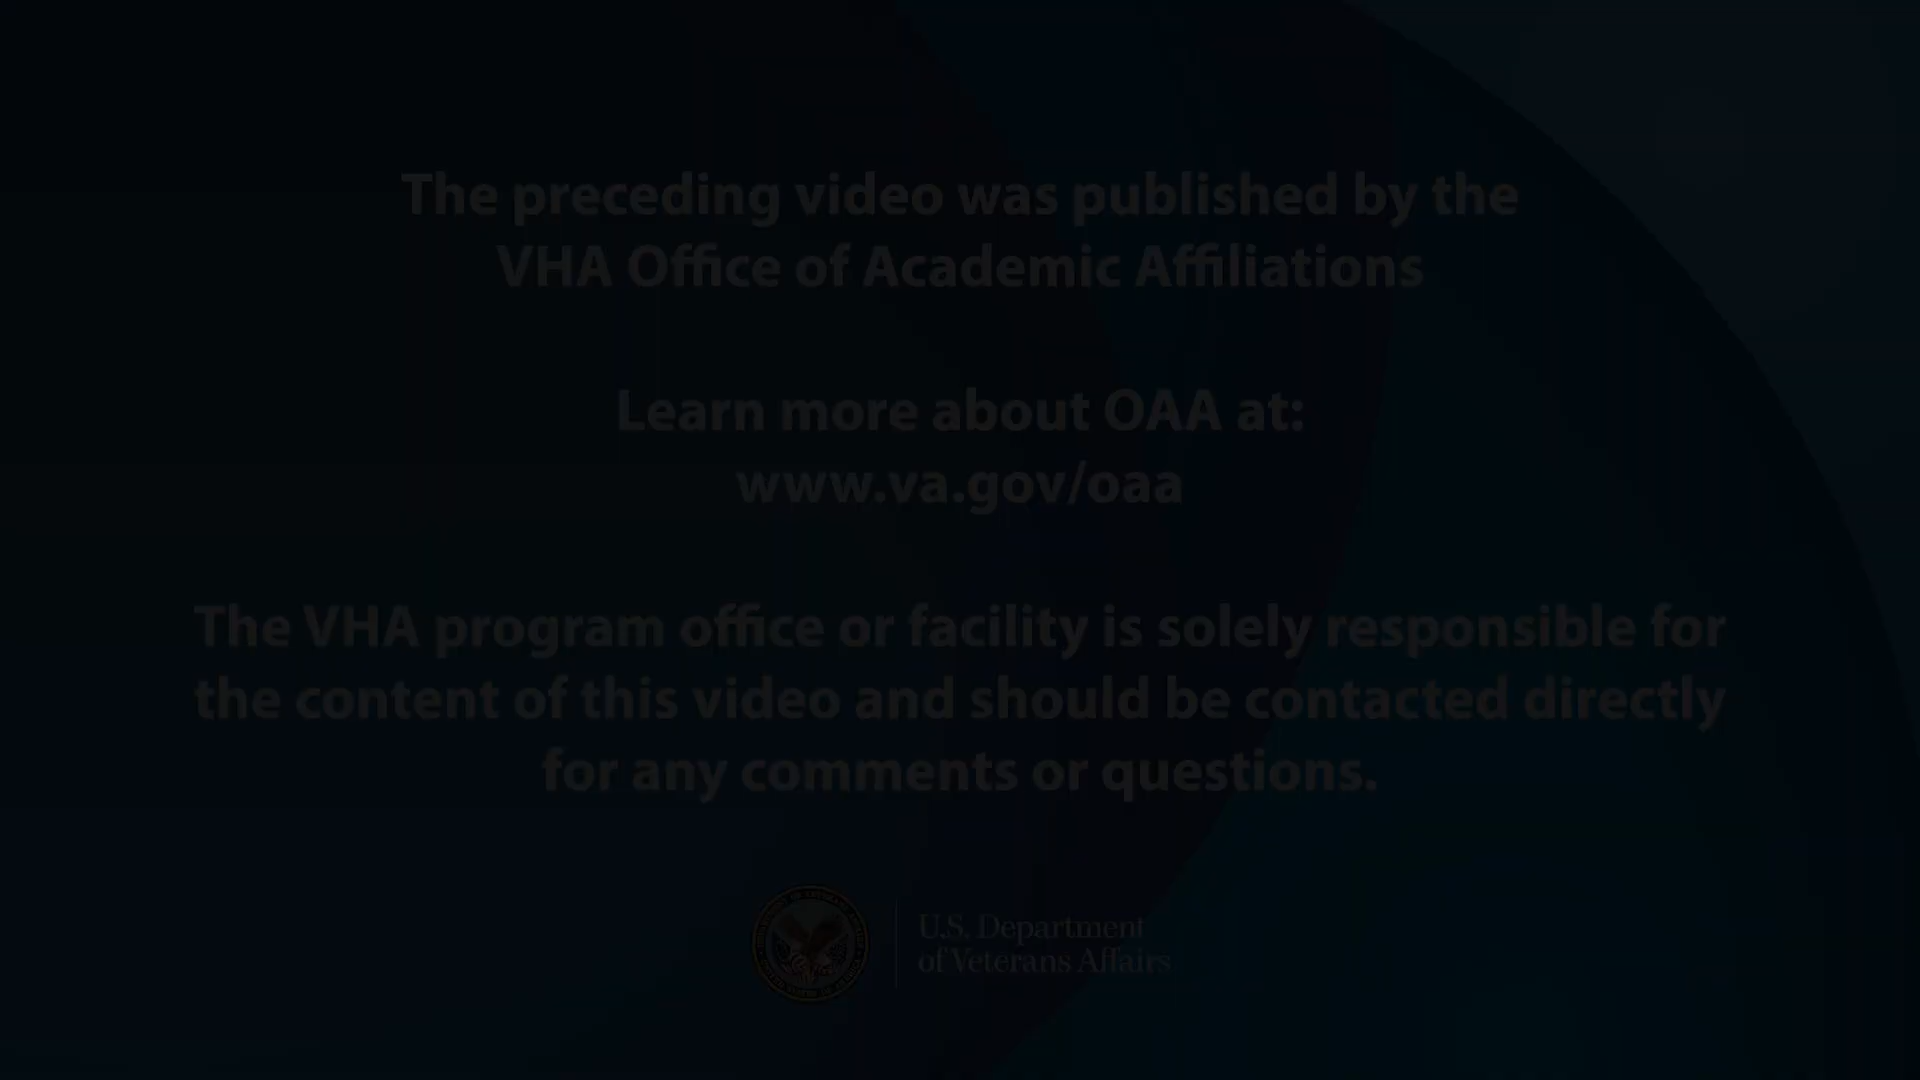 The preceding video was published by the
VHA Office of Academic Affiliations
Learn more about OAA at:
www.va.gov/oaa
The VHA program office or facility is solely responsible for
the content of this video and should be contacted directly
for any comments or questions.
U.S. Department
of Veterans Affairs